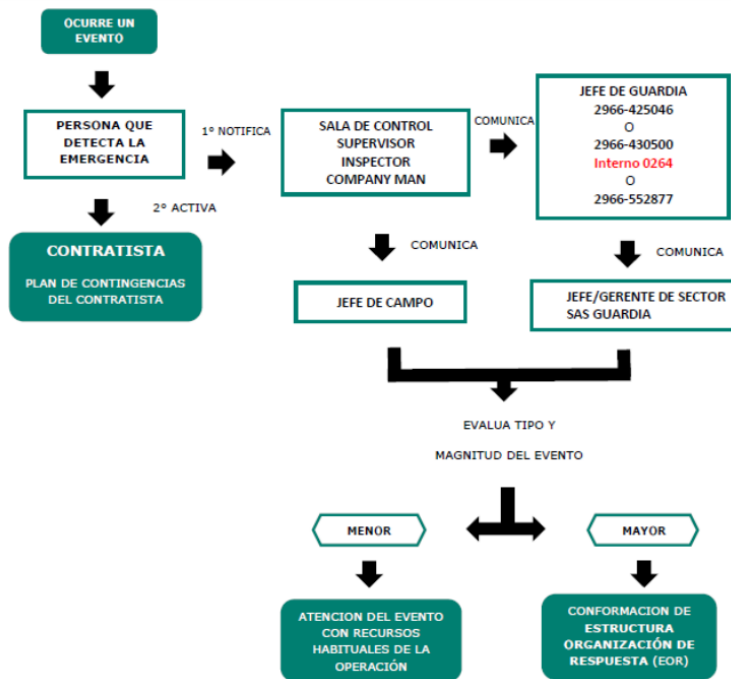 OCURRE UN
EVENTO
PERSONA QUE
DETECTA LA
EMERGENCIA
1º NOTIFICA
SALA DE CONTROL
SUPERVISOR
INSPECTOR
COMPANY MAN
COMUNICA
JEFE DE GUARDIA
2966-425046
O
2966-430500
Interno 0264
O
2966-552877
2º ACTIVA
CONTRATISTA
PLAN DE CONTINGENCIAS
DEL CONTRATISTA
COMUNICA
COMUNICA
JEFE DE CAMPO
JEFE/GERENTE DE SECTOR
SAS GUARDIA
EVALUA TIPO Y
MAGNITUD DEL EVENTO
MENOR
MAYOR
ATENCION DEL EVENTO
CON RECURSOS
HABITUALES DE LA
OPERACIÓN
CONFORMACION DE
ESTRUCTURA
ORGANIZACIÓN DE
RESPUESTA (EOR)